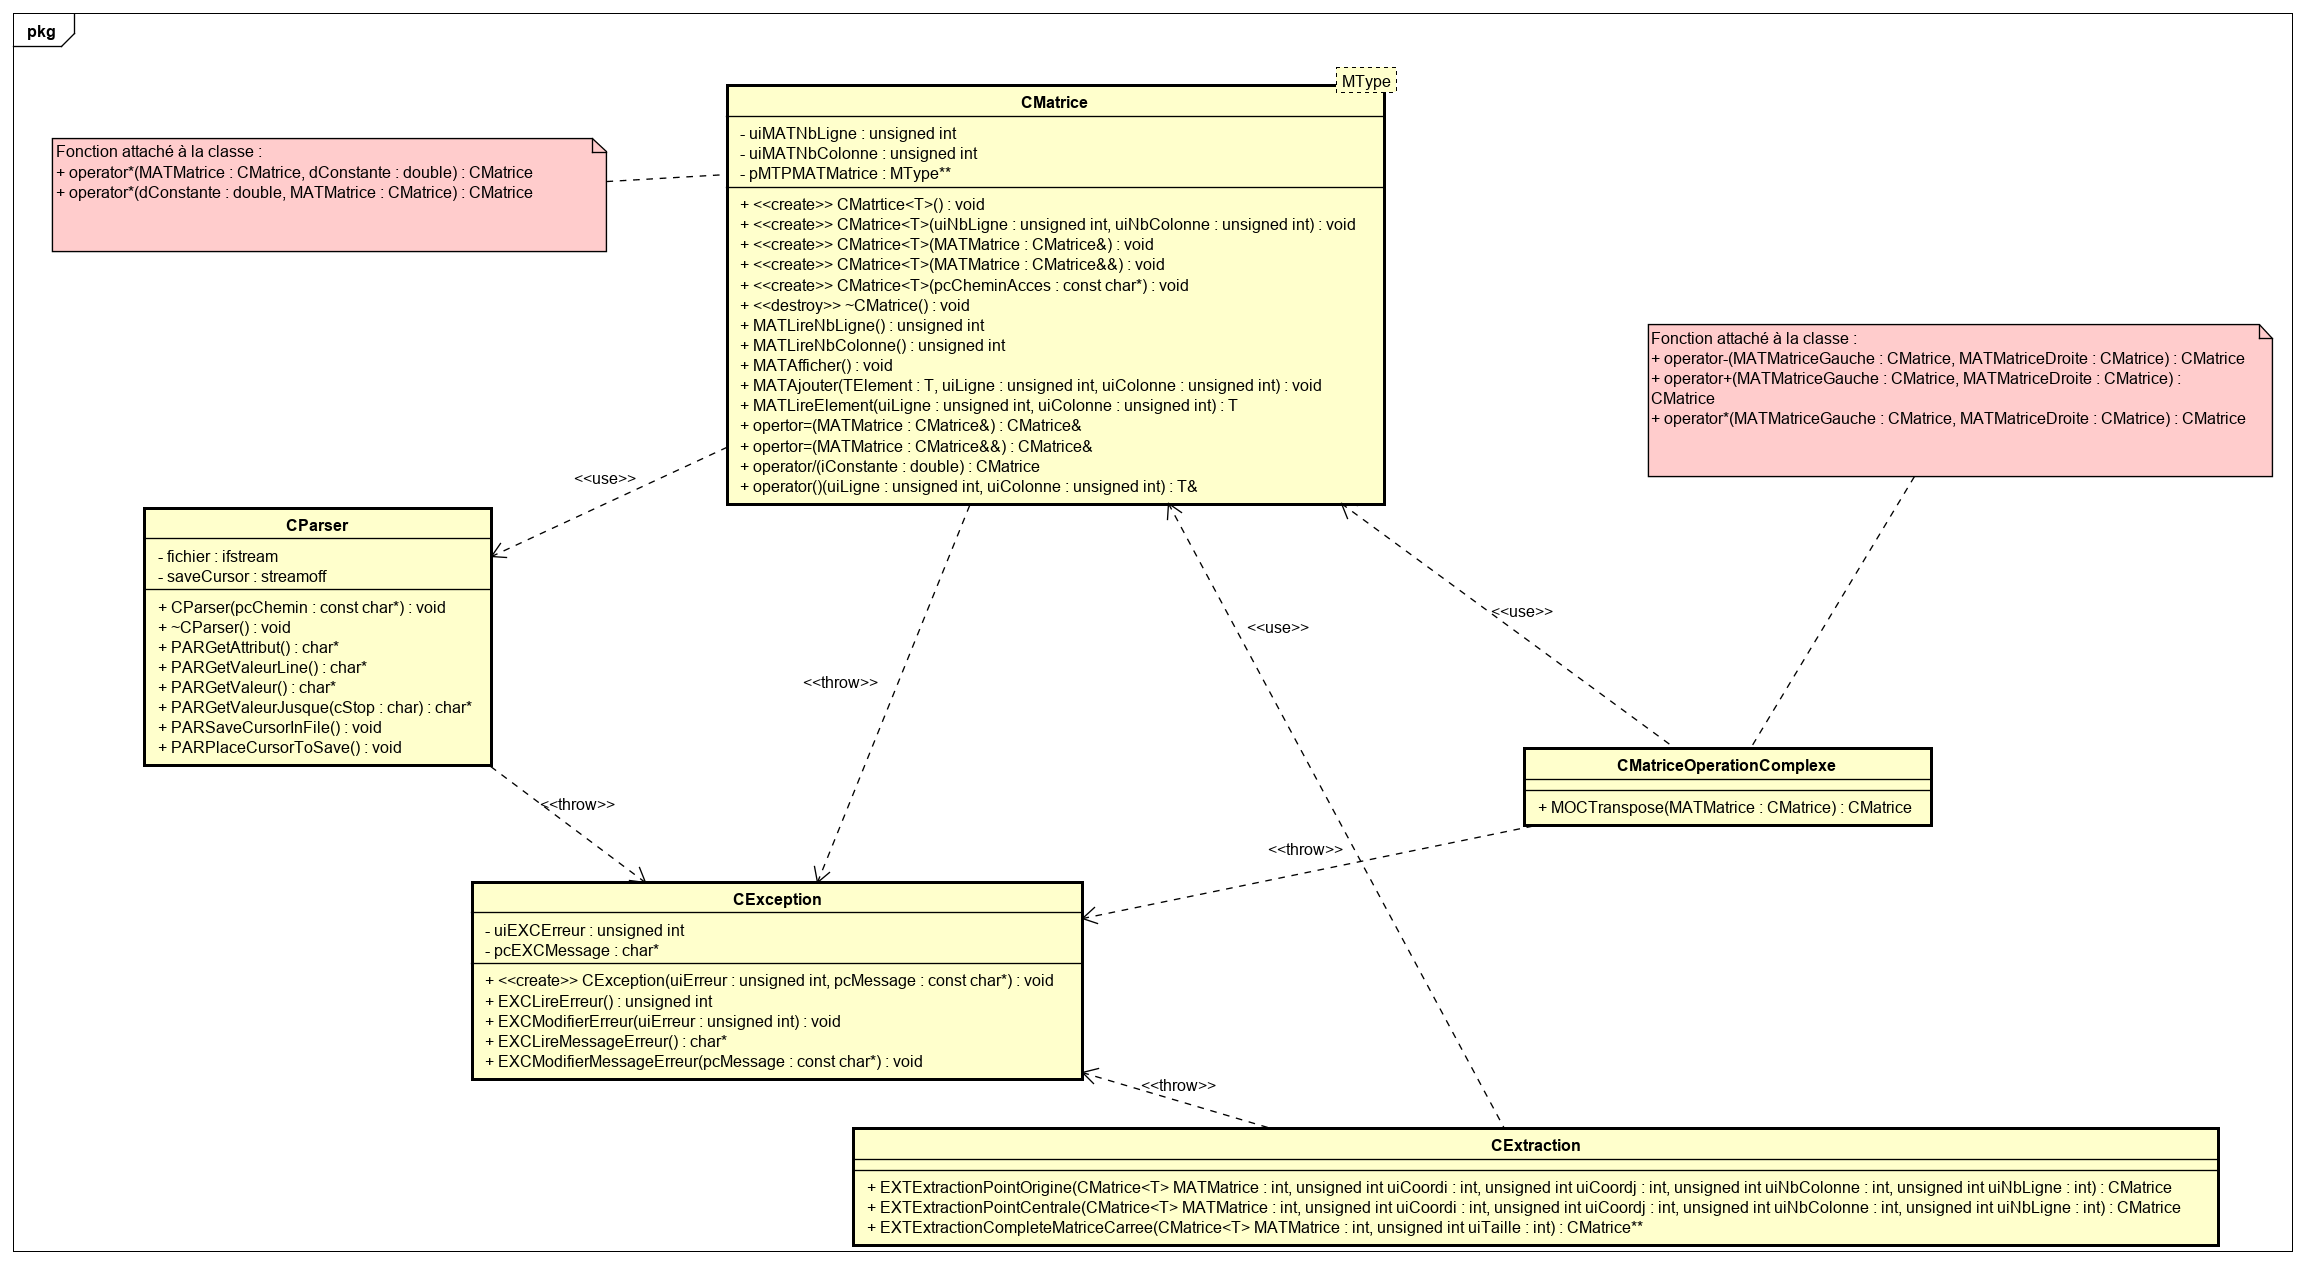 pkg
MType
CMatrice
- uiMATNbLigne : unsigned int
- uiMATNbColonne : unsigned int
- pMTPMATMatrice : MType**
+ <<create>> CMatrtice<T>() : void
+ <<create>> CMatrice<T>(uiNbLigne : unsigned int, uiNbColonne : unsigned int) : void
+ <<create>> CMatrice<T>(MATMatrice : CMatrice&) : void
+ <<create>> CMatrice<T>(MATMatrice : CMatrice&&) : void
+ <<create>> CMatrice<T>(pcCheminAcces : const char*) : void
+ <<destroy>> ~CMatrice() : void
+ MATLireNbLigne() : unsigned int
+ MATLireNbColonne() : unsigned int
+ MATAfficher() : void
+ MATAjouter(TElement : T, uiLigne : unsigned int, uiColonne : unsigned int) : void
+ MATLireElement(uiLigne : unsigned int, uiColonne : unsigned int) : T
+ opertor=(MATMatrice : CMatrice&) : CMatrice&
+ opertor=(MATMatrice : CMatrice&&) : CMatrice&
+ operator/(iConstante : double) : CMatrice
+ operator()(uiLigne : unsigned int, uiColonne : unsigned int) : T&
Fonction attaché à la classe :
+ operator*(MATMatrice : CMatrice, dConstante : double) : CMatrice
+ operator*(dConstante : double, MATMatrice : CMatrice) : CMatrice
Fonction attaché à la classe :
+ operator-(MATMatriceGauche : CMatrice, MATMatriceDroite : CMatrice) : CMatrice
+ operator+(MATMatriceGauche : CMatrice, MATMatriceDroite : CMatrice) :
CMatrice
+ operator*(MATMatriceGauche : CMatrice, MATMatriceDroite : CMatrice) : CMatrice
<<use>>
CParser
- fichier : ifstream
- saveCursor : streamoff
+ CParser(pcChemin : const char*) : void
+ ~CParser() : void
+ PARGetAttribut() : char*
+ PARGetValeurLine() : char*
+ PARGetValeur() : char*
+ PARGetValeurJusque(cStop : char) : char*
+ PARSaveCursorInFile() : void
+ PARPlaceCursorToSave() : void
<<use>>
<<use>>
<<throw>>
CMatriceOperationComplexe
+ MOCTranspose(MATMatrice : CMatrice) : CMatrice
<<throw>>
<<throw>>
CException
- uiEXCErreur : unsigned int
- pcEXCMessage : char*
+ <<create>> CException(uiErreur : unsigned int, pcMessage : const char*) : void
+ EXCLireErreur() : unsigned int
+ EXCModifierErreur(uiErreur : unsigned int) : void
+ EXCLireMessageErreur() : char*
+ EXCModifierMessageErreur(pcMessage : const char*) : void
<<throw>>
CExtraction
+ EXTExtractionPointOrigine(CMatrice<T> MATMatrice : int, unsigned int uiCoordi : int, unsigned int uiCoordj : int, unsigned int uiNbColonne : int, unsigned int uiNbLigne : int) : CMatrice
+ EXTExtractionPointCentrale(CMatrice<T> MATMatrice : int, unsigned int uiCoordi : int, unsigned int uiCoordj : int, unsigned int uiNbColonne : int, unsigned int uiNbLigne : int) : CMatrice
+ EXTExtractionCompleteMatriceCarree(CMatrice<T> MATMatrice : int, unsigned int uiTaille : int) : CMatrice**